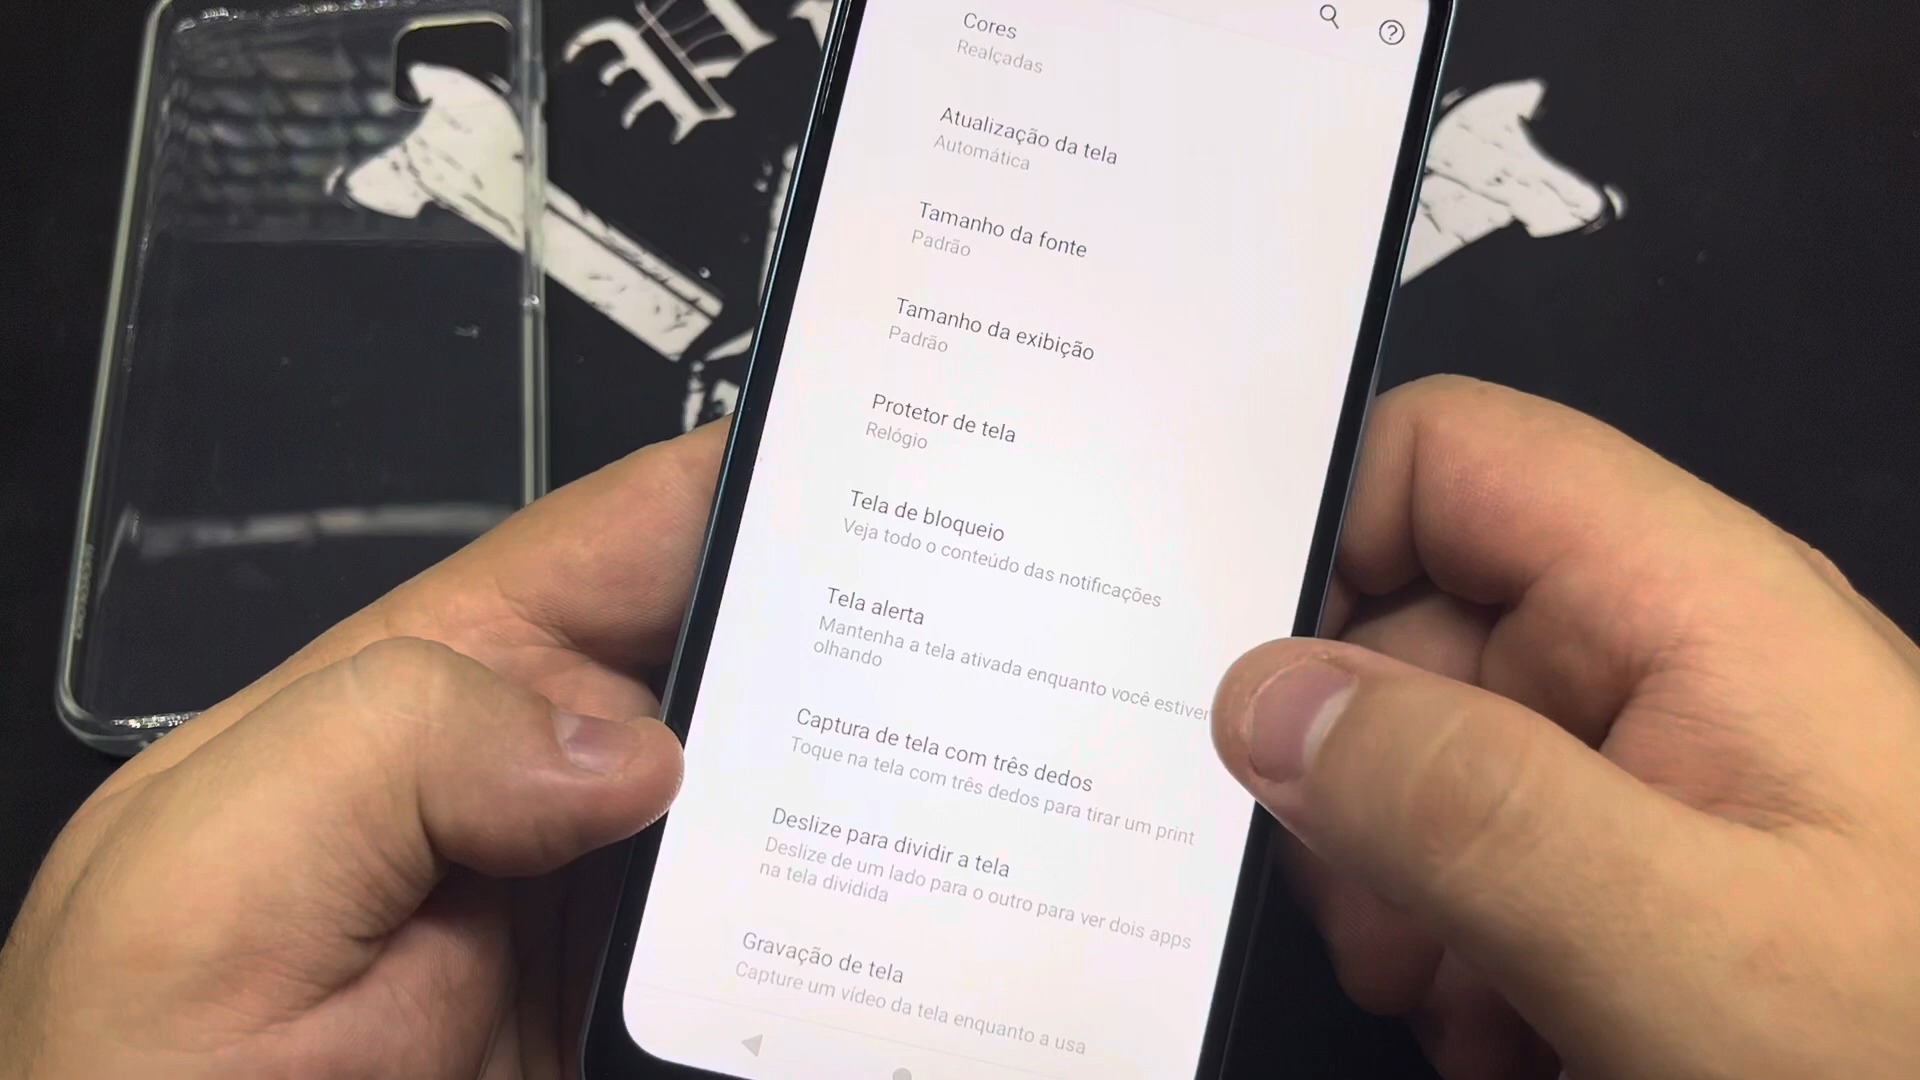 Cores
Realçadas
Atualização da tela
Automática
Tamanho da fonte
Padrão
Tamanho da exibição
Padrão
Protetor de tela
Relógio
Tela de bloqueio
Veja todo o conteúdo das notificações
Tela alerta
Mantenha a tela ativada enquanto você estiver
olhando
Captura de tela com três dedos
Toque na tela com três dedos para tirar um print
Deslize para dividir a tela
Deslize de um lado para o outro para ver dois apps
na tela dividida
Gravação de tela
Capture um vídeo da tela enquanto a usa